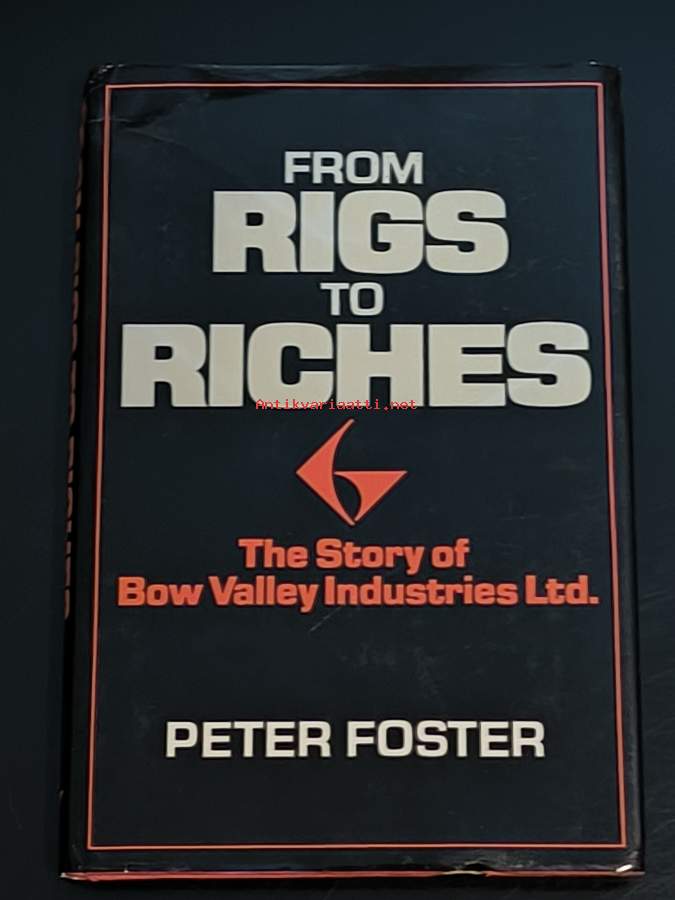 FROM
RIGS
TO
RICHES
Antikvariaatti.net
The Story of
Bow Valley Industries Ltd.
PETER FOSTER